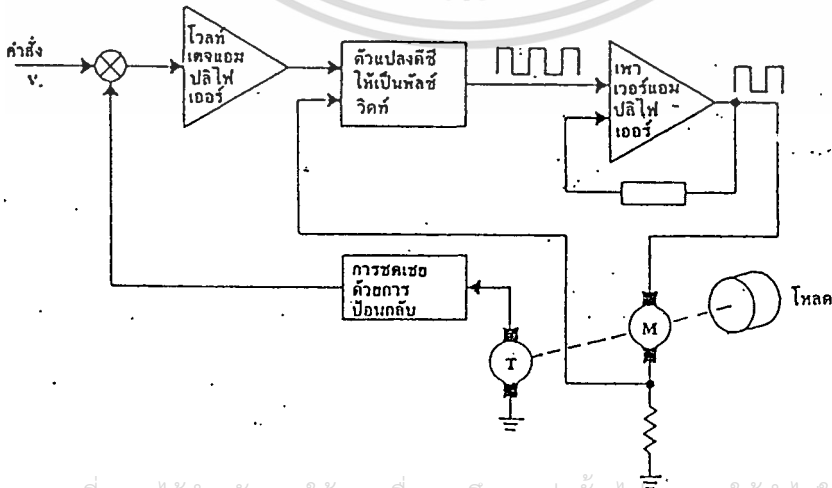 คำสั่ง
v.
โวลท์
เตจแอม
ปลิไฟ
เออร์
ตัวแปลงดีซี
ให้เป็นพัลซ์
วิดท์
เพา
เวอร์แอม
ปลิไฟ
เออร์
การชดเชย
ด้วยการ
ป้อนกลับ
T
M
โหลด